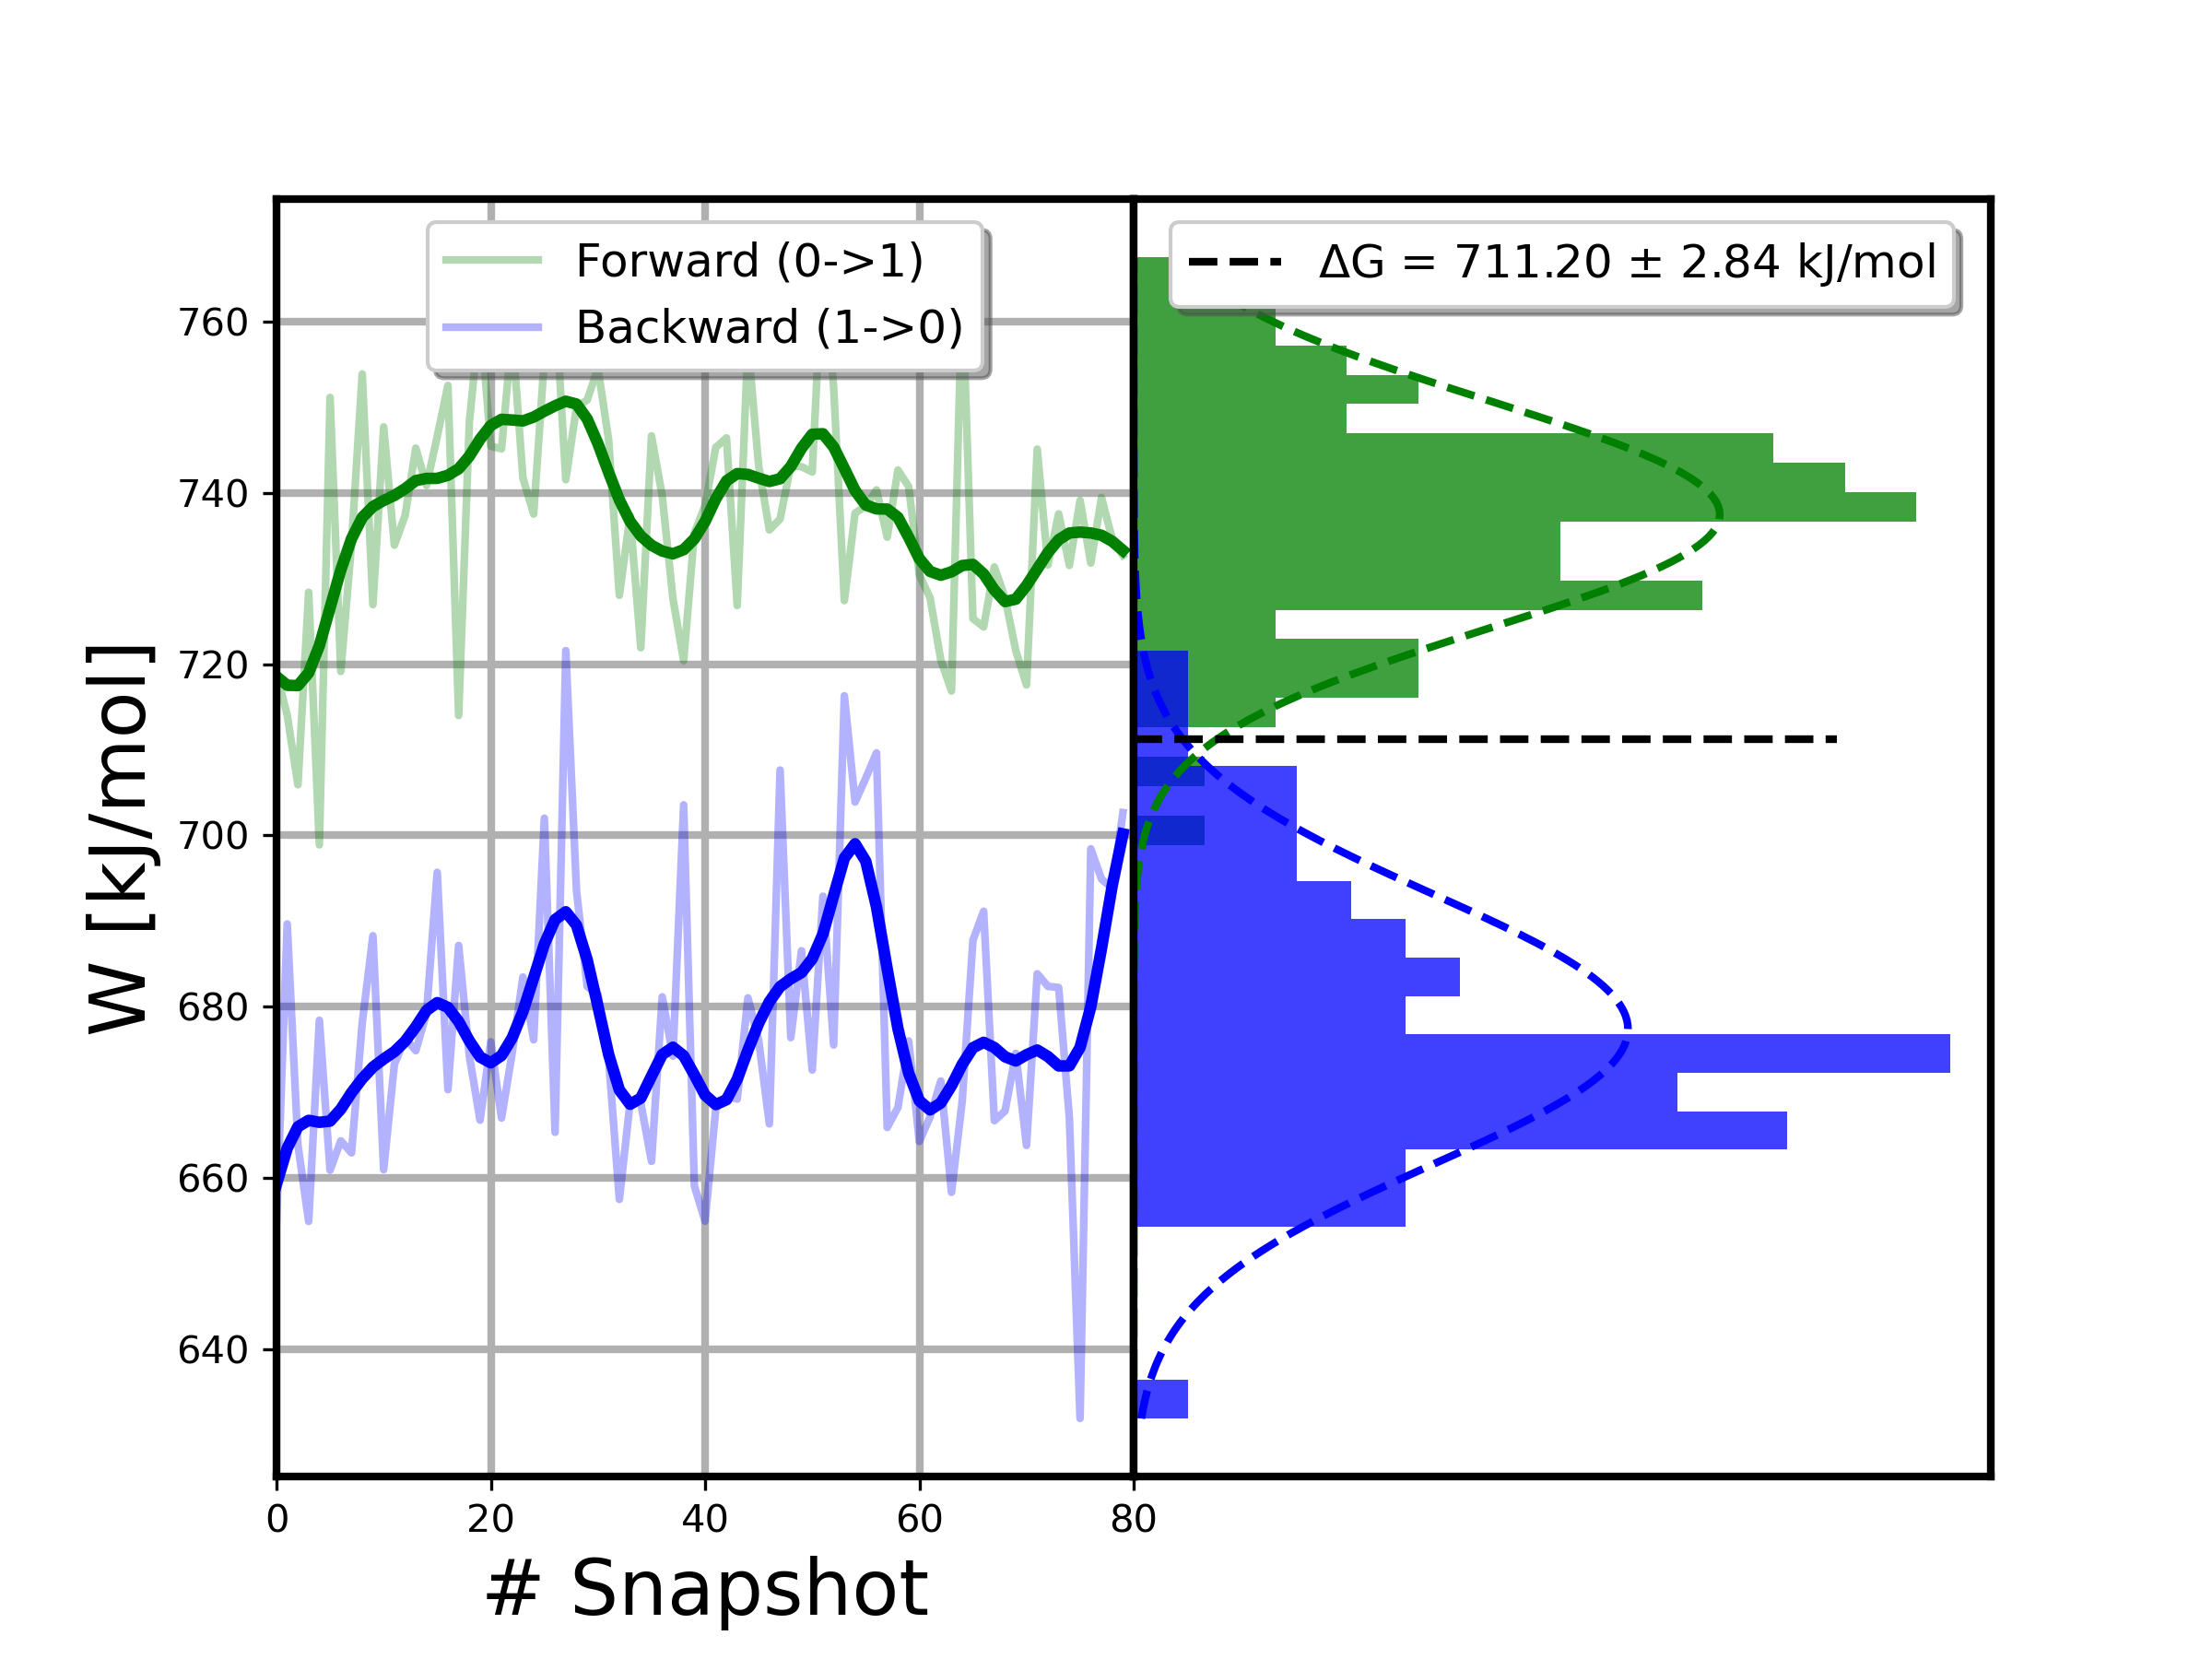 Forward (0->1)
Backward (1->0)
ΔG = 711.20 ± 2.84 kJ/mol
W [kJ/mol]
760
740
720
700
680
660
640
0 20 40 60 80
# Snapshot